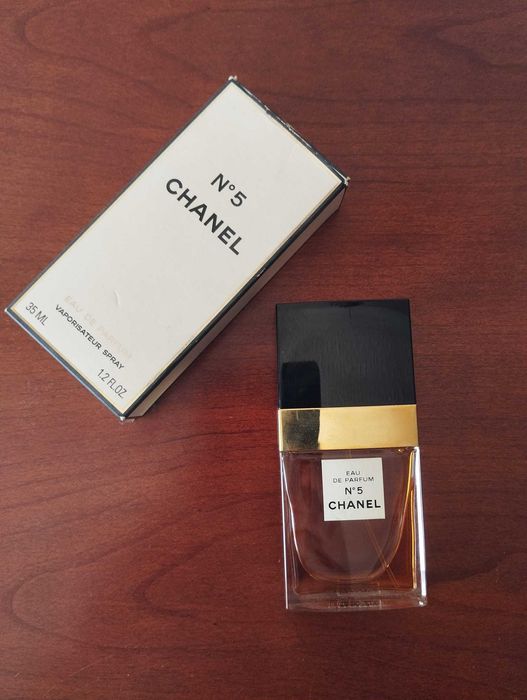 N°5
CHANEL
EAU DE PARFUM
VAPORISATEUR SPRAY
35 ML
1.2 FL.OZ.
EAU
DE PARFUM
N°5
CHANEL